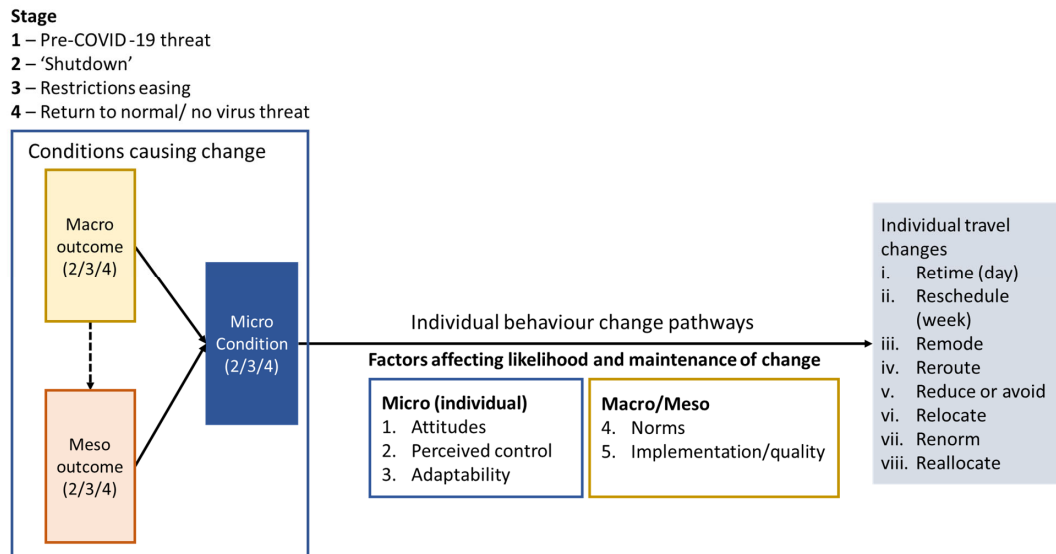 Stage
1 – Pre-COVID-19 threat
2 – ‘Shutdown’
3 – Restrictions easing
4 – Return to normal/ no virus threat
Conditions causing change
Macro
outcome
(2/3/4)
Meso
outcome
(2/3/4)
Micro
Condition
(2/3/4)
Individual behaviour change pathways
Factors affecting likelihood and maintenance of change
Micro (individual)
1. Attitudes
2. Perceived control
3. Adaptability
Macro/Meso
4. Norms
5. Implementation/quality
Individual travel
changes
i. Retime (day)
ii. Reschedule
(week)
iii. Remode
iv. Reroute
v. Reduce or avoid
vi. Relocate
vii. Renorm
viii. Reallocate